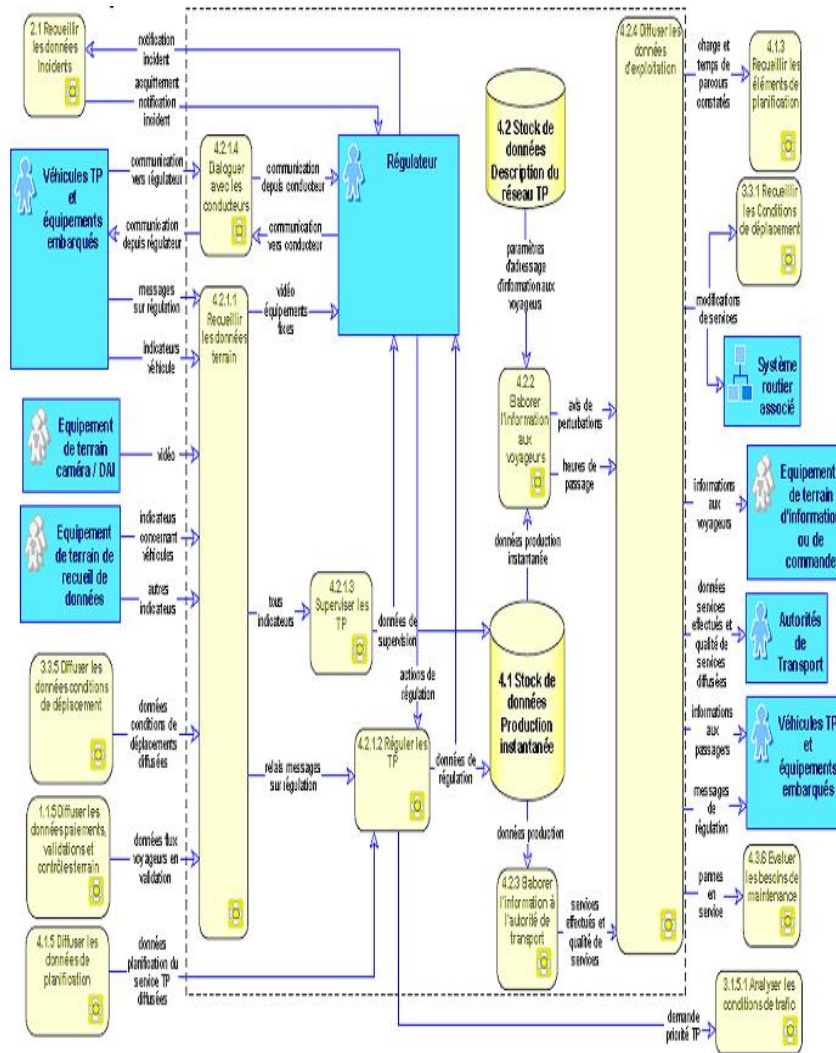 2.1 Recueillir
les données
Incidents
notification
incident
acquittement
notification
incident
Véhicules TP
et
équipements
embarqués
communication
vers régulateur
communication
depuis régulateur
messages
sur régulation
indicateurs
véhicule
4.2.1.4
Dialoguer
avec les
conducteurs
communication
depuis conducteur
communication
vers conducteur
Régulateur
4.2.1.1
Recueillir
les données
terrain
vidéo
équipements
fixes
Equipement
de terrain
caméra / DAI
vidéo
Equipement
de terrain de
recueil de
données
indicateurs
concernant
véhicules
autres
indicateurs
3.3.5 Diffuser les
données conditions
de déplacement
données
conditions de
déplacements
diffusées
1.1.5 Diffuser les
données paiements,
validations et
contrôles terrain
données flux
voyageurs en
validation
4.1.5 Diffuser les
données de
planification
données
planification du
service TP
diffusées
tous
indicateurs
4.2.1.3
Superviser les
TP
données de
supervision
relais messages
sur régulation
4.2.1.2 Réguler les
TP
actions de
régulation
données de
régulation
4.2 Stock de
données
Description du
réseau TP
paramètres
d'adressage
d'information aux
voyageurs
4.2.2
Elaborer
l'information
aux
voyageurs
avis de
perturbations
heures de
passage
données production
instantanée
4.1 Stock de
données
Production
instantanée
données production
4.2.3 Elaborer
l'information à
l'autorité de
transport
services
effectués et
qualité de
services
4.2.4 Diffuser les
données
d'exploitation
charge et
temps de
parcours
constatés
4.1.3
Recueillir les
éléments de
planification
3.3.1 Recueillir
les Conditions
de déplacement
modifications
de services
Système
routier
associé
informations
aux
voyageurs
Equipement
de terrain
d'information
ou de
commande
données
services
effectués et
qualité de
services
diffusées
Autorités
de
Transport
informations
aux
passagers
messages
de
régulation
Véhicules TP
et
équipements
embarqués
pannes
en
service
4.3.6 Evaluer
les besoins de
maintenance
demande
priorité TP
3.1.5.1 Analyser les
conditions de trafic